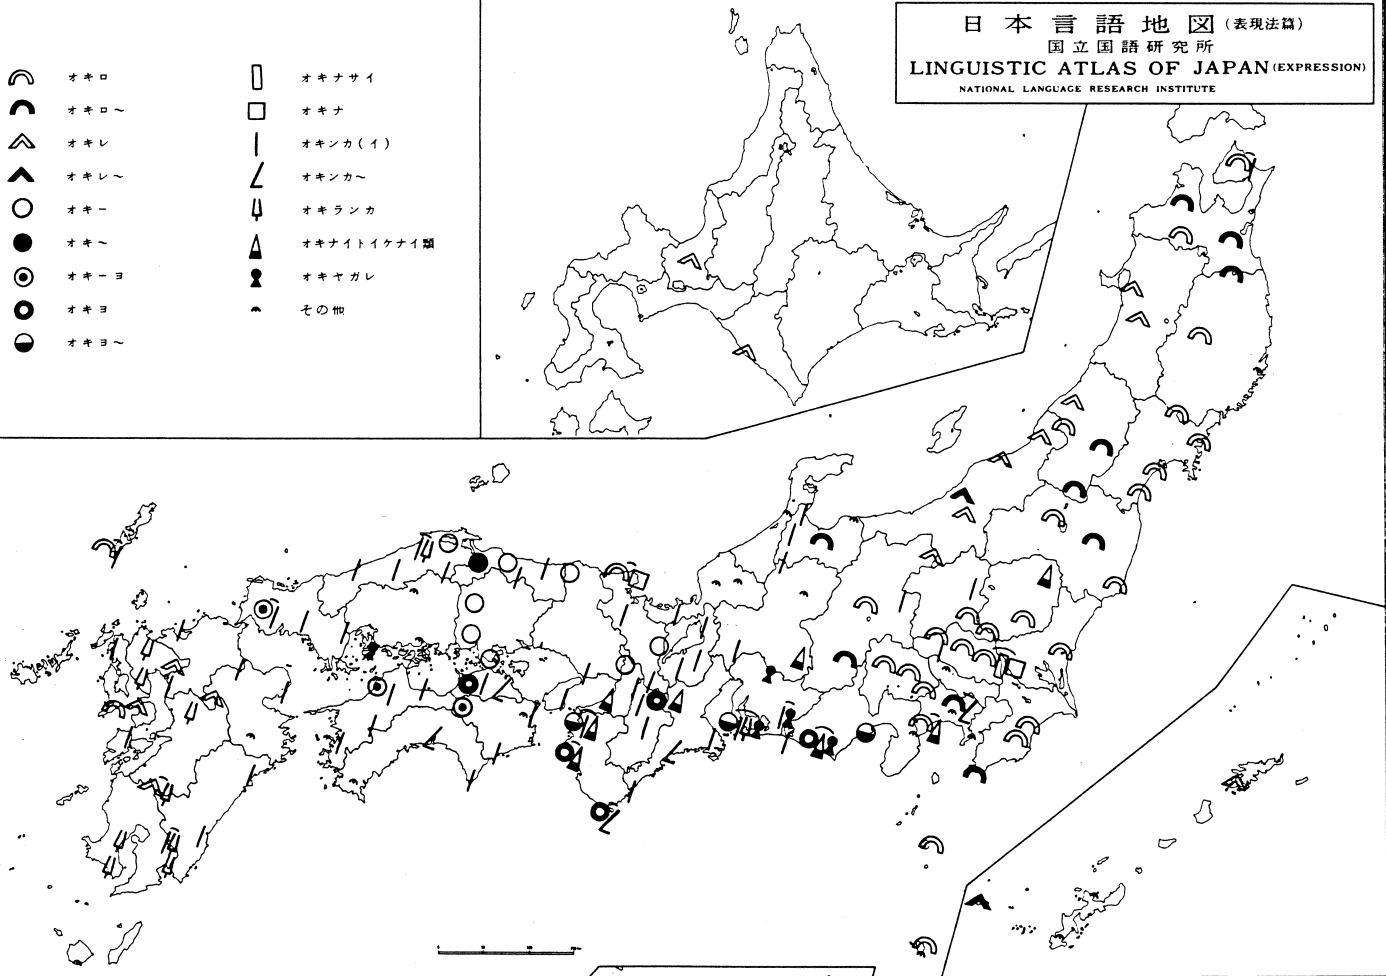 日本言語地図(表現法篇)
国立国語研究所
LINGUISTIC ATLAS OF JAPAN(EXPRESSION)
NATIONAL LANGUAGE RESEARCH INSTITUTE
オキロ
オキロ～
オキレ
オキレ～
オキー
オキ～
オキーヨ
オキヨ
オキヨ～
オキナサイ
オキナ
オキンカ(イ)
オキンカ～
オキランカ
オキナイトイケナイ類
オキヤガレ
その他